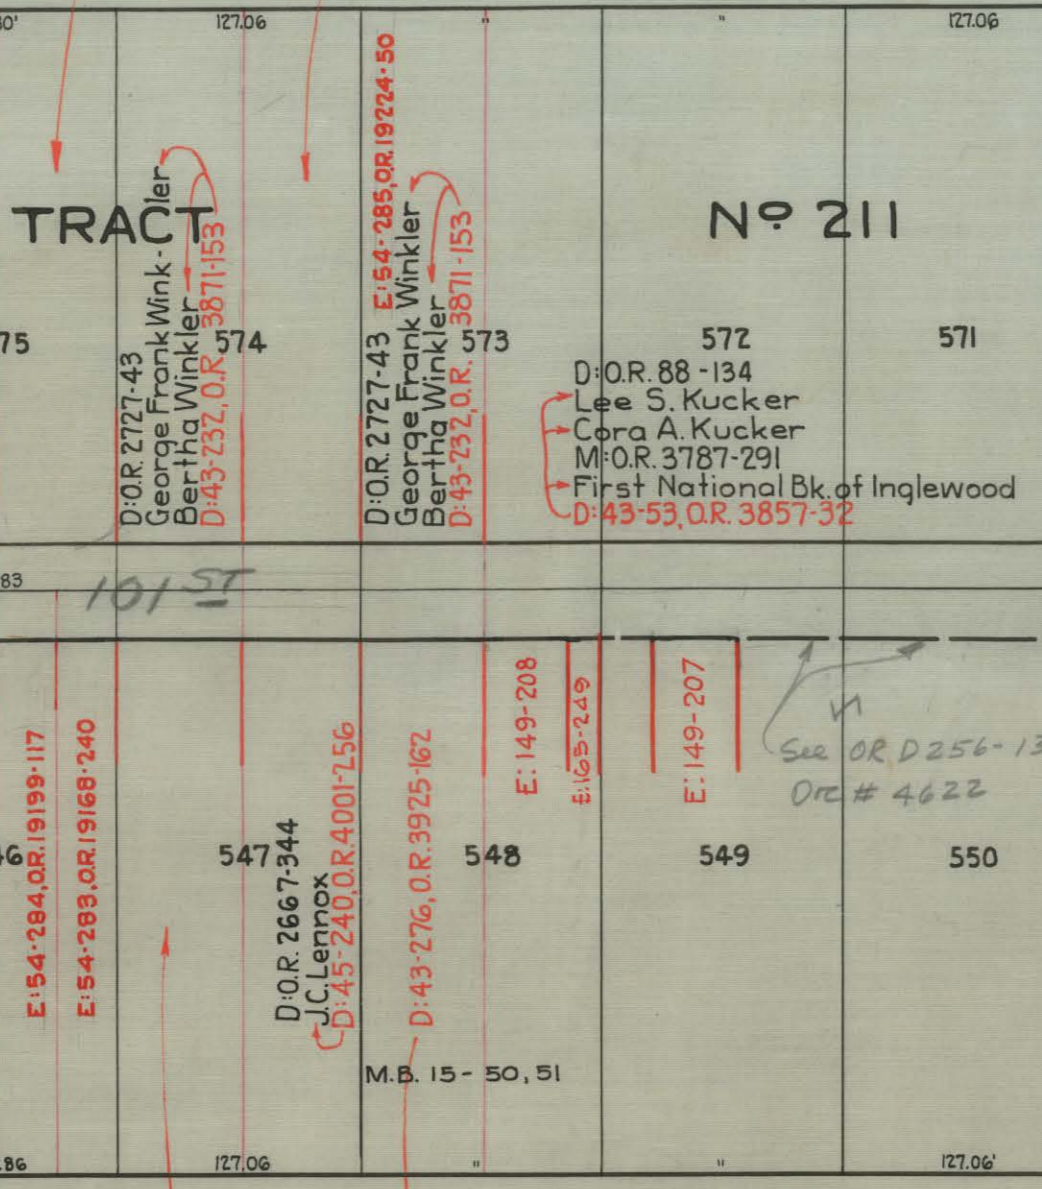 30'
127.06
"
"
127.06
TRACT
Nº 211
75
D:O.R. 2727-43
George Frank Wink-ler
Bertha Winkler
D:43-232, O.R. 3871-153
574
E:54-285,O.R.19224-50
D:O.R. 2727-43
George Frank Winkler
Bertha Winkler
D:43-232, O.R. 3871-153
573
572
D:O.R. 88-134
Lee S. Kucker
Cora A. Kucker
M:O.R. 3787-291
First National Bk. of Inglewood
D:43-53, O.R. 3857-32
571
83
101 ST
46
E:54-284,O.R.19199-117
E:54-283,O.R.19168-240
547
D:O.R. 2667-344
J.C. Lennox
D:45-240, O.R. 4001-256
D:43-276, O.R. 3925-162
548
E:149-208
E:165-249
E:149-207
549
See OR D256-13
Ord # 4622
550
M.B. 15-50,51
.86
127.06
"
"
127.06'